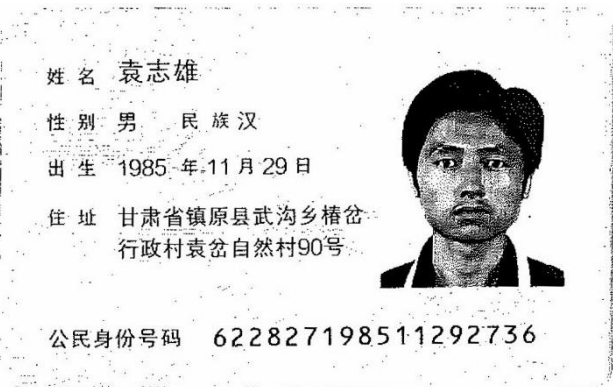 姓名 袁志雄
性别 男 民族 汉
出生 1985 年 11 月 29 日
住址 甘肃省镇原县武沟乡椿岔
行政村袁岔自然村90号
公民身份号码 622827198511292736